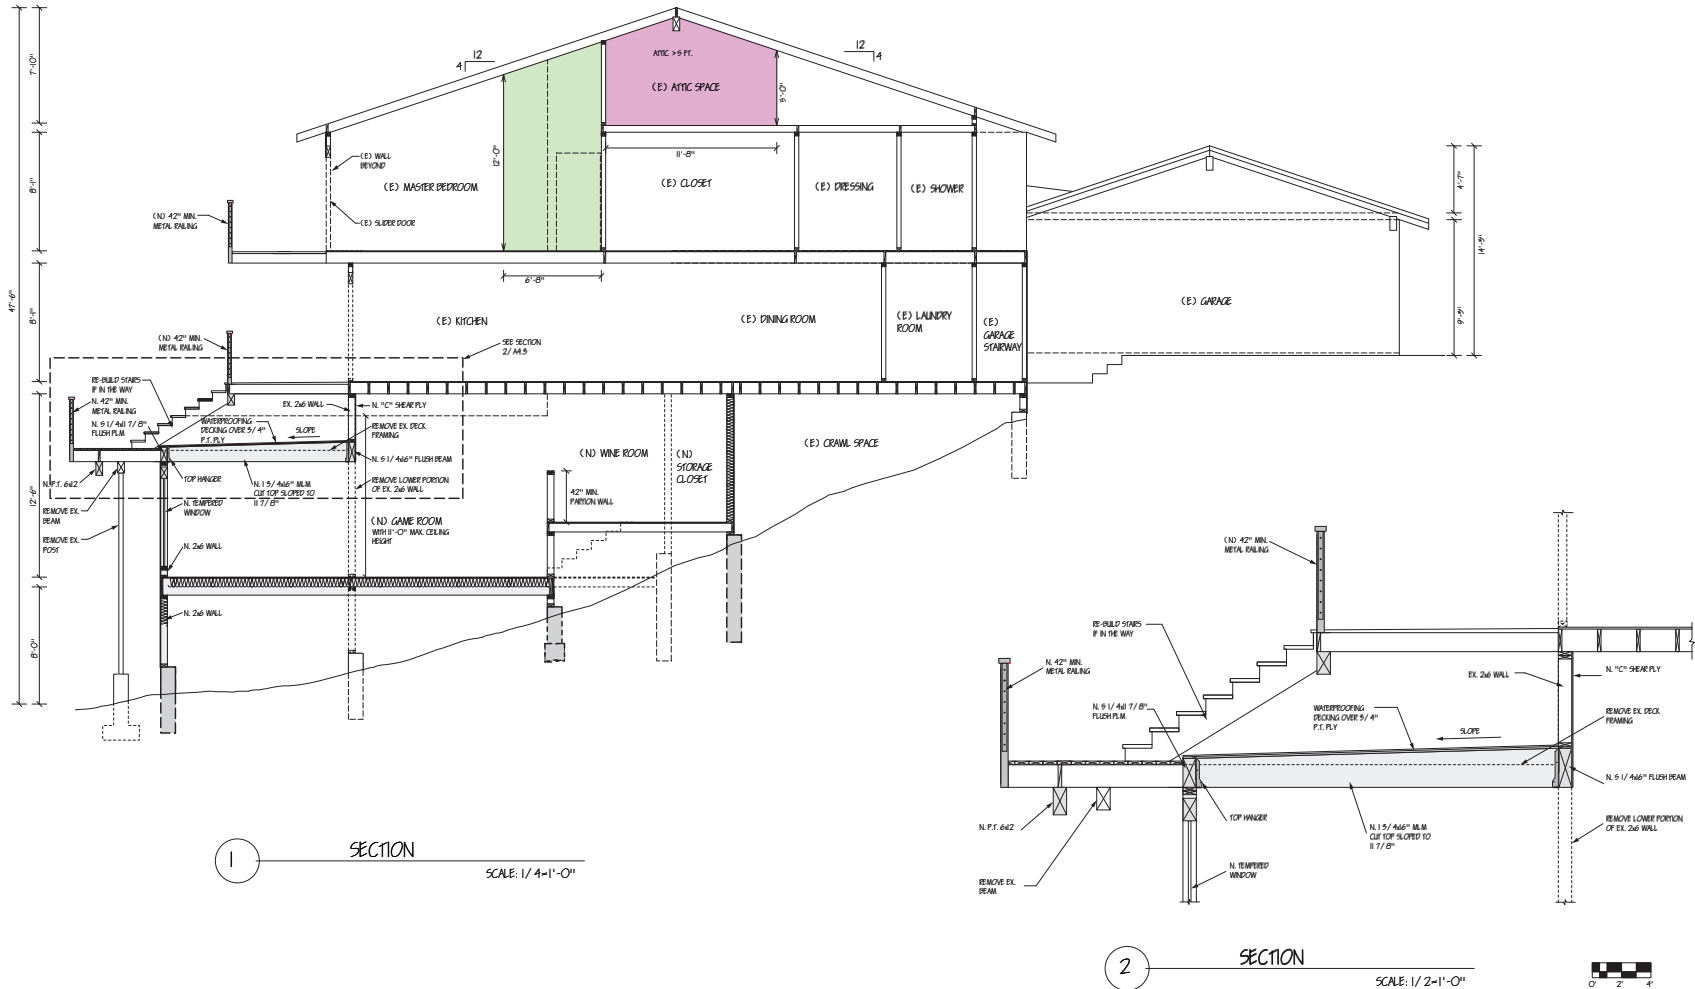 7'-10"
12
4
12
4
ATTIC >5 FT.
(E) ATTIC SPACE
5'-0"
12'-0"
11'-8"
8'-1"
(E) WALL
BEYOND
(E) MASTER BEDROOM
(E) SLIDER DOOR
(E) CLOSET
(E) DRESSING
(E) SHOWER
(N) 42" MIN.
METAL RAILING
4'-7"
14'-9"
9'-9"
(E) GARAGE
6'-8"
47'-6"
8'-1"
(E) KITCHEN
(E) DINING ROOM
(E) LAUNDRY
ROOM
(E)
GARAGE
STAIRWAY
(N) 42" MIN.
METAL RAILING
SEE SECTION
2/ A4.3
RE-BUILD STAIRS
IF IN THE WAY
N. 42" MIN.
METAL RAILING
N. 5 1/ 4x11 7/ 8"
FLUSH PLM
EX. 2x6 WALL
N. "C" SHEAR PLY
WATERPROOFING
DECKING OVER 3/ 4"
P.T. PLY
SLOPE
REMOVE EX. DECK
FRAMING
N. 5 1/ 4x16" FLUSH BEAM
TOP HANGER
N. 1 3/ 4x16" MLM
CUT TOP SLOPED TO
11 7/ 8"
REMOVE LOWER PORTION
OF EX. 2x6 WALL
N. P.T. 6x12
12'-6"
REMOVE EX.
BEAM
REMOVE EX.
POST
N. TEMPERED
WINDOW
N. 2x6 WALL
N. 2x6 WALL
(N) GAME ROOM
WITH 11'-0" MAX. CEILING
HEIGHT
42" MIN.
PARTION WALL
(N) WINE ROOM
(N)
STORAGE
CLOSET
(E) CRAWL SPACE
8'-0"
1
SECTION
SCALE: 1/ 4=1'-0"
(N) 42" MIN.
METAL RAILING
RE-BUILD STAIRS
IF IN THE WAY
N. 42" MIN.
METAL RAILING
N. 5 1/ 4x11 7/ 8"
FLUSH PLM
EX. 2x6 WALL
N. "C" SHEAR PLY
WATERPROOFING
DECKING OVER 3/ 4"
P.T. PLY
SLOPE
REMOVE EX. DECK
FRAMING
N. 5 1/ 4x16" FLUSH BEAM
N. P.T. 6x12
TOP HANGER
N. 1 3/ 4x16" MLM
CUT TOP SLOPED TO
11 7/ 8"
REMOVE LOWER PORTION
OF EX. 2x6 WALL
N. TEMPERED
WINDOW
REMOVE EX.
BEAM
2
SECTION
SCALE: 1/ 2=1'-0"
0' 2' 4'